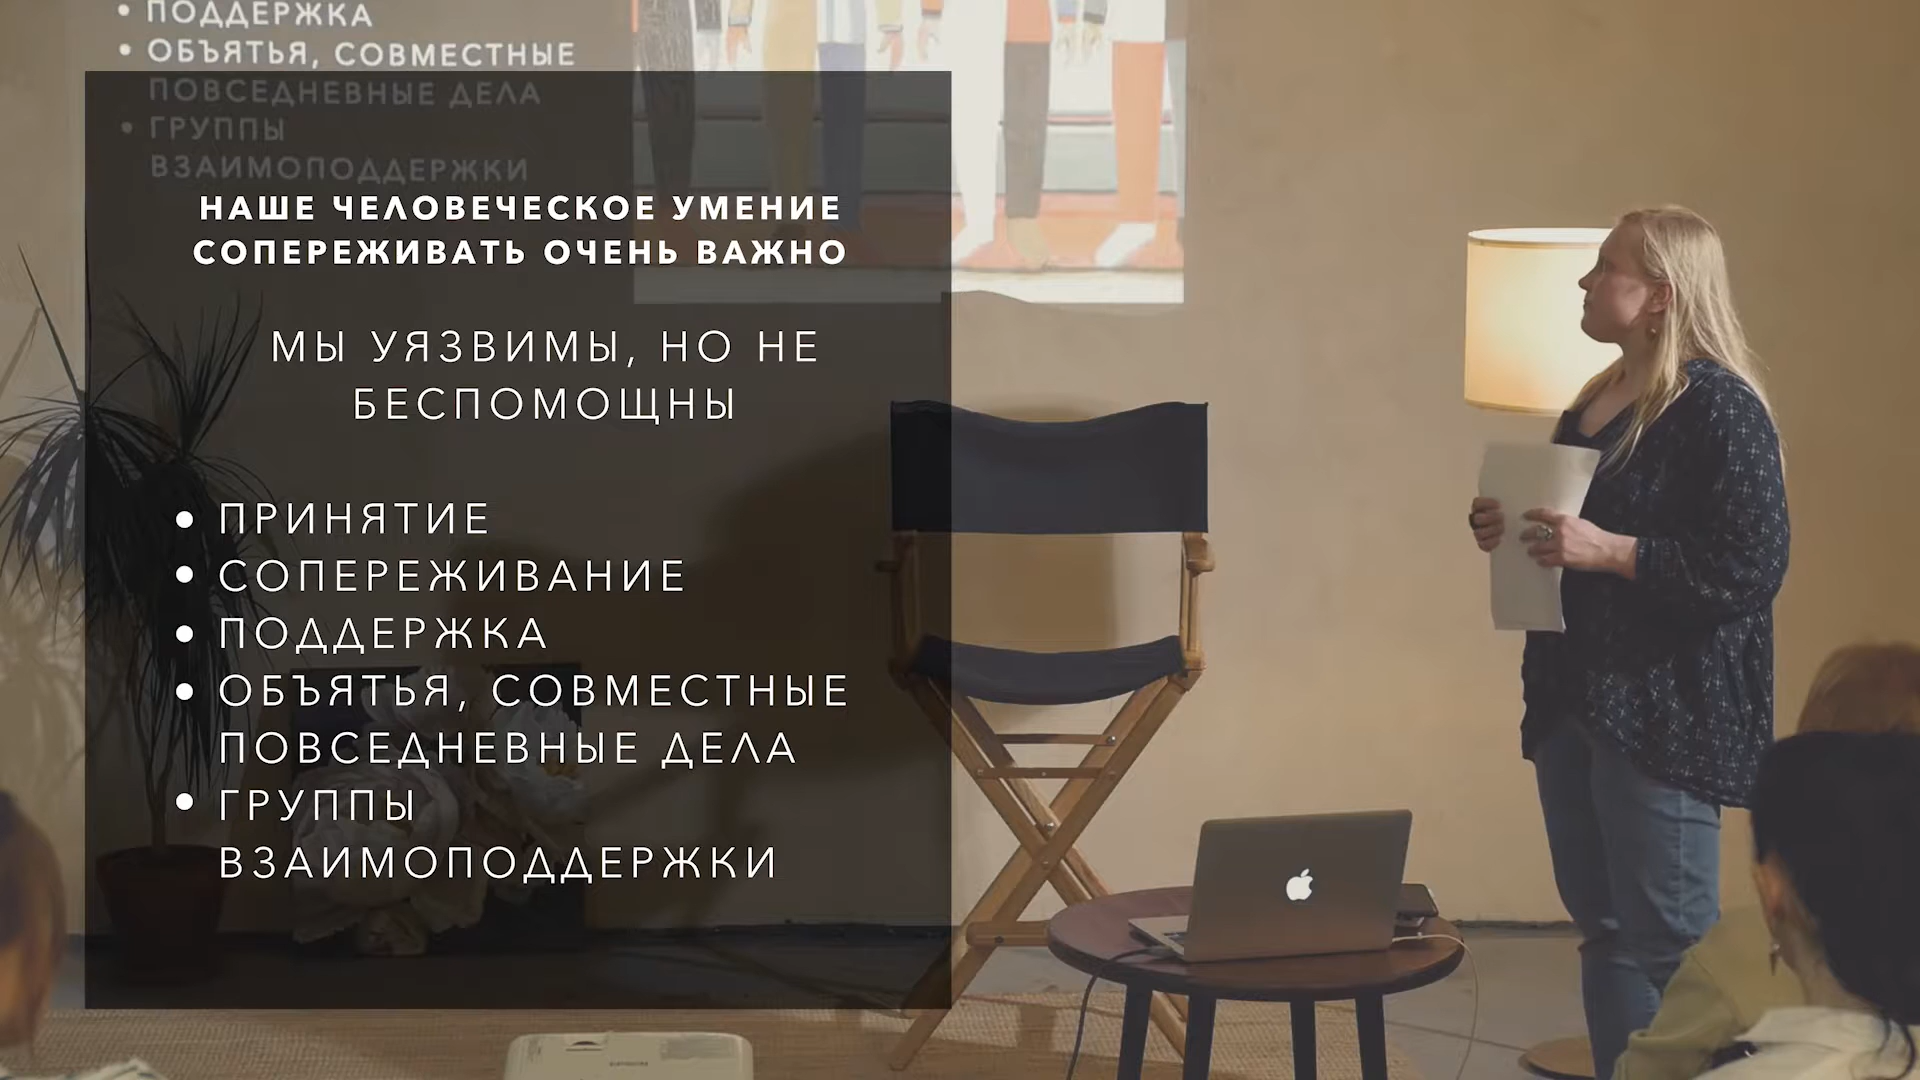 • ПОДДЕРЖКА
• ОБЪЯТЬЯ, СОВМЕСТНЫЕ
ПОВСЕДНЕВНЫЕ ДЕЛА
• ГРУППЫ
ВЗАИМОПОДДЕРЖКИ
НАШЕ ЧЕЛОВЕЧЕСКОЕ УМЕНИЕ
СОПЕРЕЖИВАТЬ ОЧЕНЬ ВАЖНО
МЫ УЯЗВИМЫ, НО НЕ
БЕСПОМОЩНЫ
• ПРИНЯТИЕ
• СОПЕРЕЖИВАНИЕ
• ПОДДЕРЖКА
• ОБЪЯТЬЯ, СОВМЕСТНЫЕ
ПОВСЕДНЕВНЫЕ ДЕЛА
• ГРУППЫ
ВЗАИМОПОДДЕРЖКИ